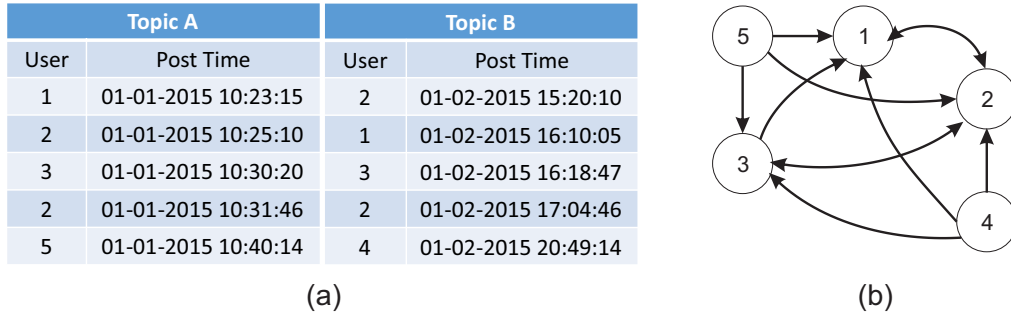 Topic A Topic B
User Post Time User Post Time
1 01-01-2015 10:23:15 2 01-02-2015 15:20:10
2 01-01-2015 10:25:10 1 01-02-2015 16:10:05
3 01-01-2015 10:30:20 3 01-02-2015 16:18:47
2 01-01-2015 10:31:46 2 01-02-2015 17:04:46
5 01-01-2015 10:40:14 4 01-02-2015 20:49:14
(a)
5 1
2
3
4
(b)